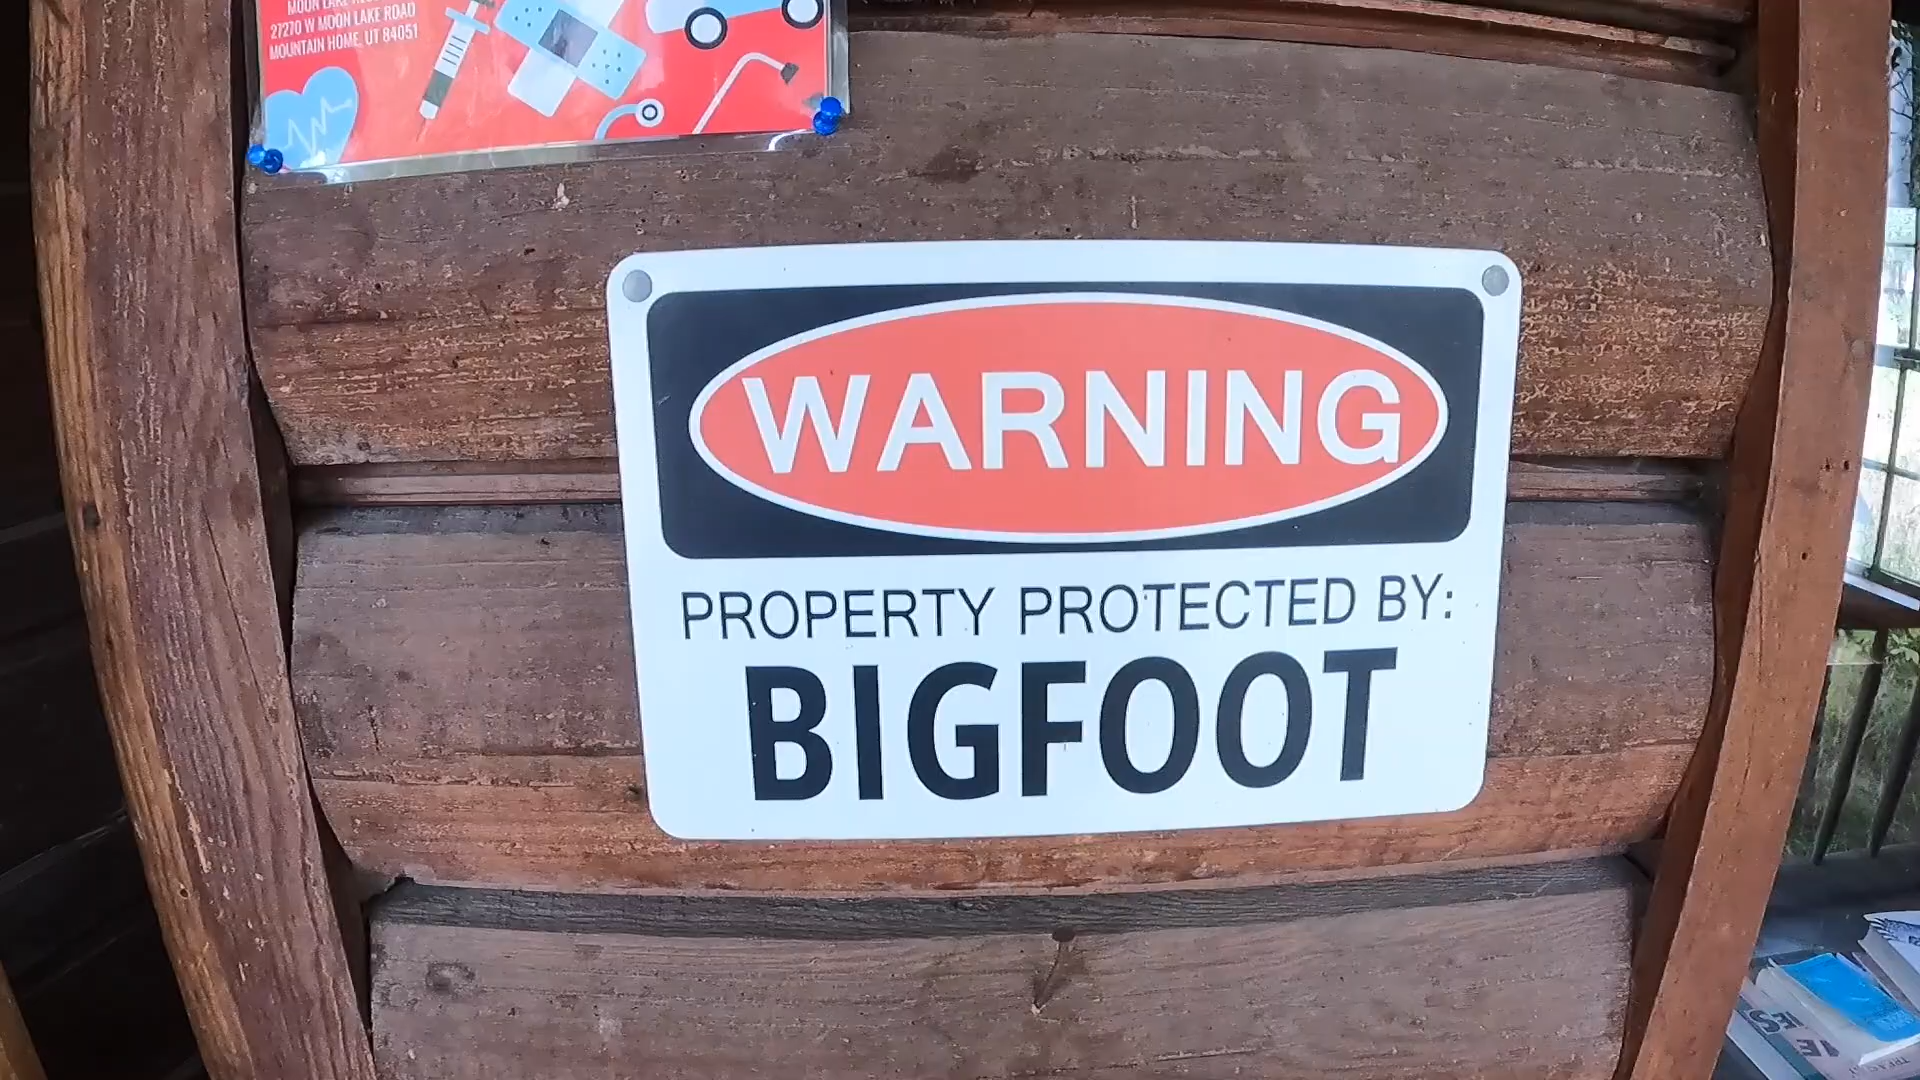 27270 W MOON LAKE ROAD
MOUNTAIN HOME, UT 84051
WARNING
PROPERTY PROTECTED BY:
BIGFOOT